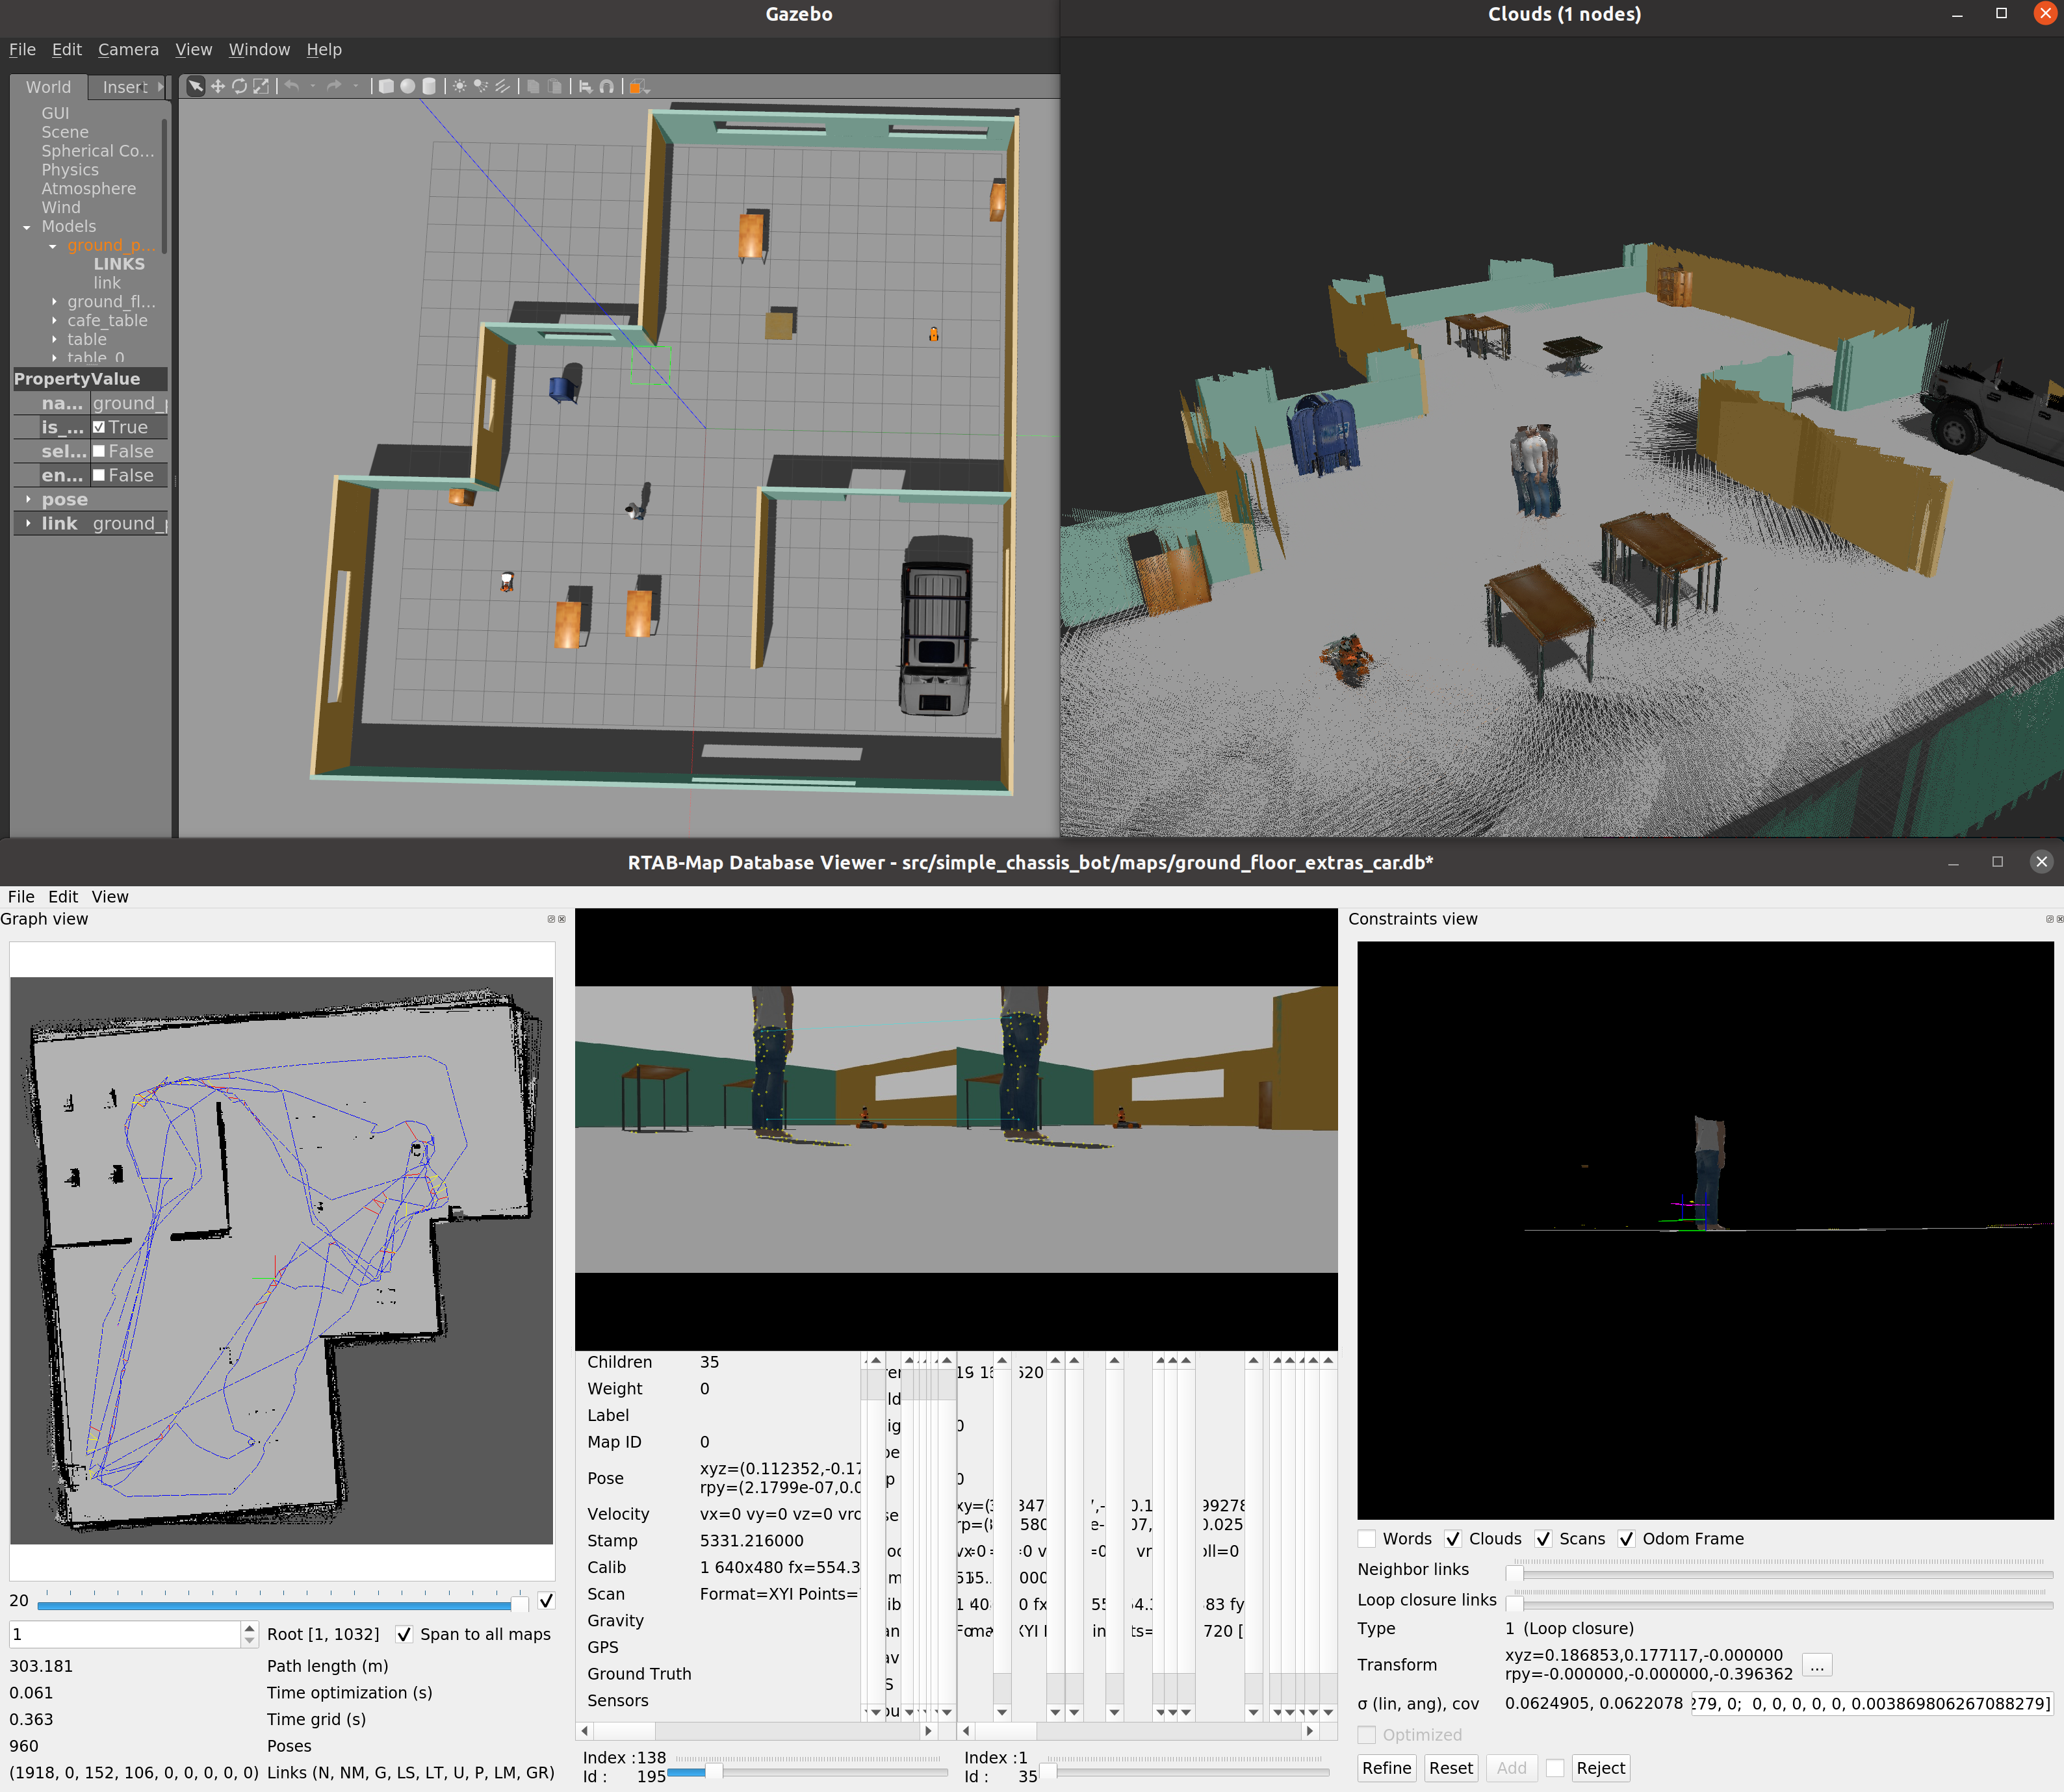 Gazebo
File Edit Camera View Window Help
World Insert
GUI
Scene
Spherical Co...
Physics
Atmosphere
Wind
Models
ground_p...
LINKS
link
ground_fl...
cafe_table
table
table_0
Property Value
na... ground_p
is_... True
sel... False
en... False
pose
link ground_p
Clouds (1 nodes)
RTAB-Map Database Viewer - src/simple_chassis_bot/maps/ground_floor_extras_car.db*
File Edit View
Graph view
20
1 Root [1, 1032] Span to all maps
303.181 Path length (m)
0.061 Time optimization (s)
0.363 Time grid (s)
960 Poses
(1918, 0, 152, 106, 0, 0, 0, 0, 0) Links (N, NM, G, LS, LT, U, P, LM, GR)
Children 35
Weight 0
Label
Map ID 0
Pose xyz=(0.112352,-0.17
rpy=(2.1799e-07,0.0
Velocity vx=0 vy=0 vz=0 vro
Stamp 5331.216000
Calib 1 640x480 fx=554.3
Scan Format=XYI Points=
Gravity
GPS
Ground Truth
Sensors
Index :138
Id : 195
Index :1
Id : 35
Constraints view
Words Clouds Scans Odom Frame
Neighbor links
Loop closure links
Type 1 (Loop closure)
Transform xyz=0.186853,0.177117,-0.000000
rpy=-0.000000,-0.000000,-0.396362 ...
σ (lin, ang), cov 0.0624905, 0.0622078 279, 0; 0, 0, 0, 0, 0, 0.003869806267088279]
Optimized
Refine Reset Add Reject